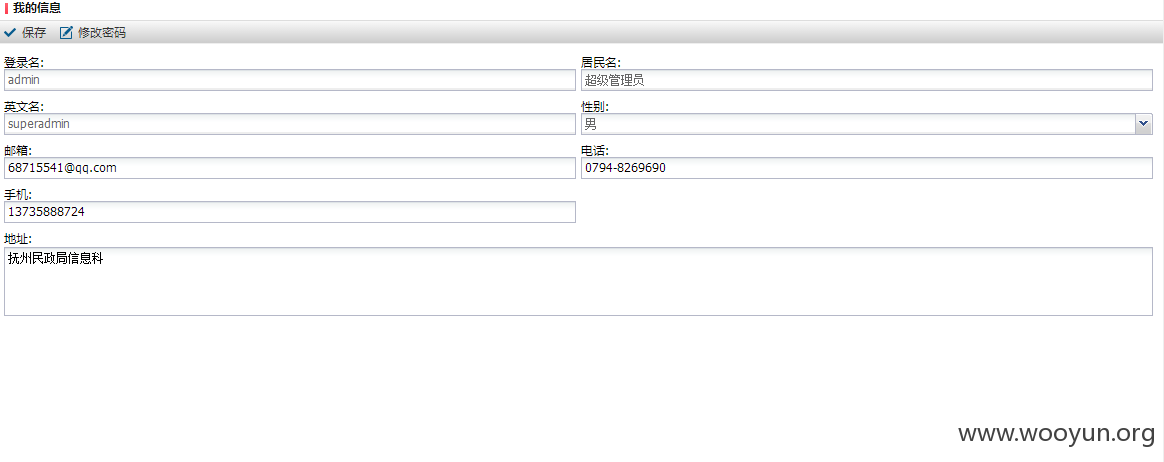 我的信息
保存 修改密码
登录名: 居民名:
admin 超级管理员
英文名: 性别:
superadmin 男
邮箱: 电话:
68715541@qq.com 0794-8269690
手机:
13735888724
地址:
抚州民政局信息科
www.wooyun.org